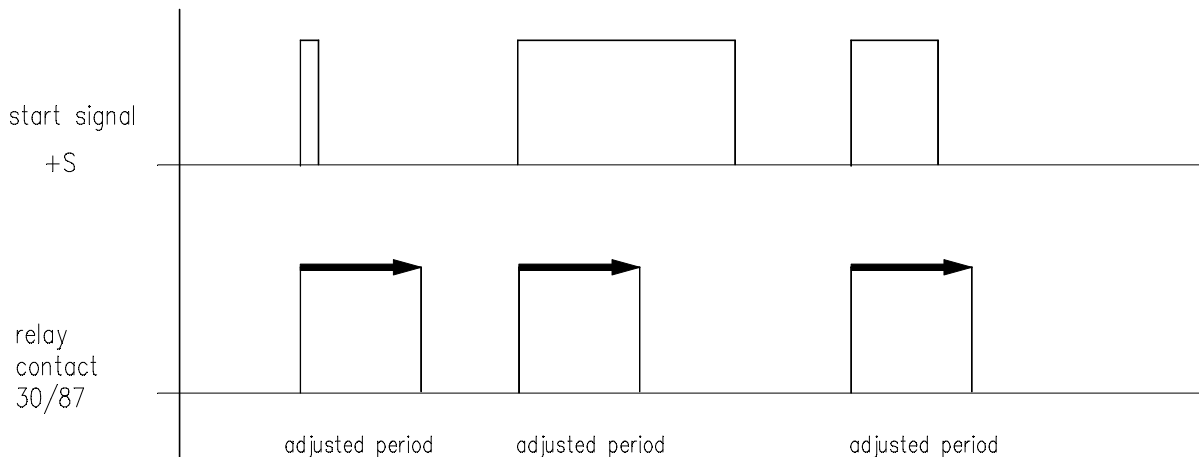 start signal
+S
relay
contact
30/87
adjusted period adjusted period adjusted period